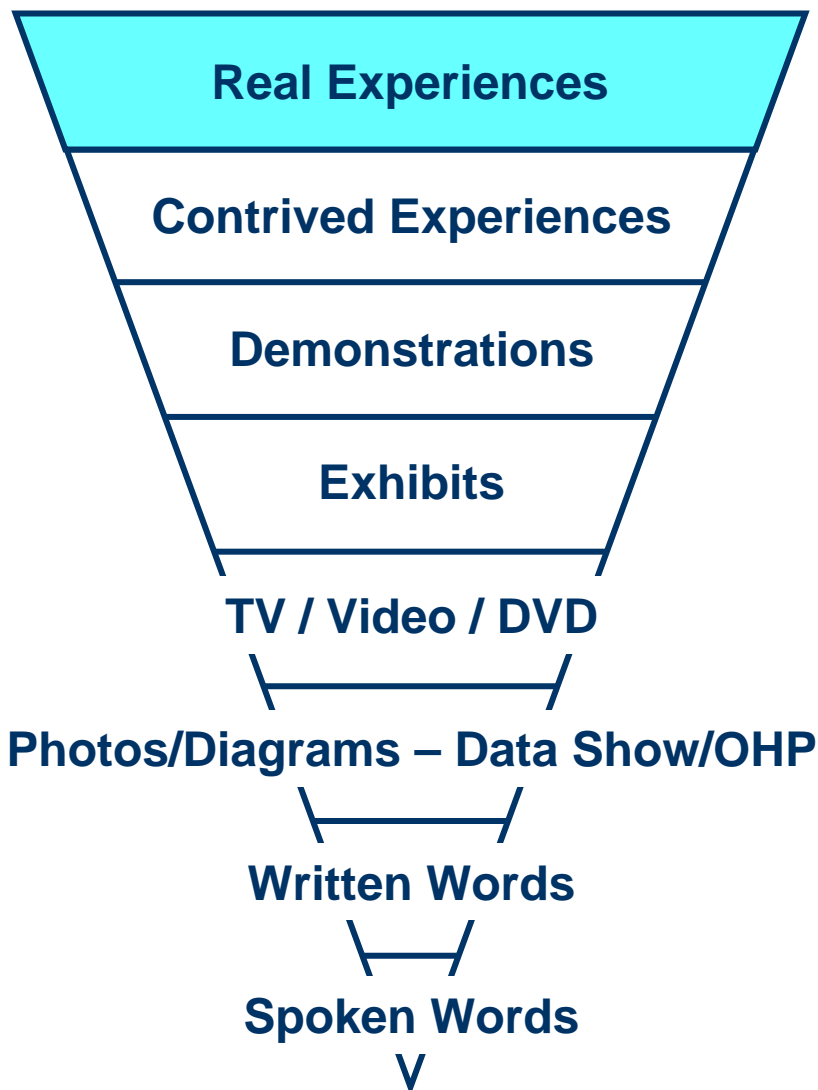 Real Experiences
Contrived Experiences
Demonstrations
Exhibits
TV / Video / DVD
Photos/Diagrams – Data Show/OHP
Written Words
Spoken Words